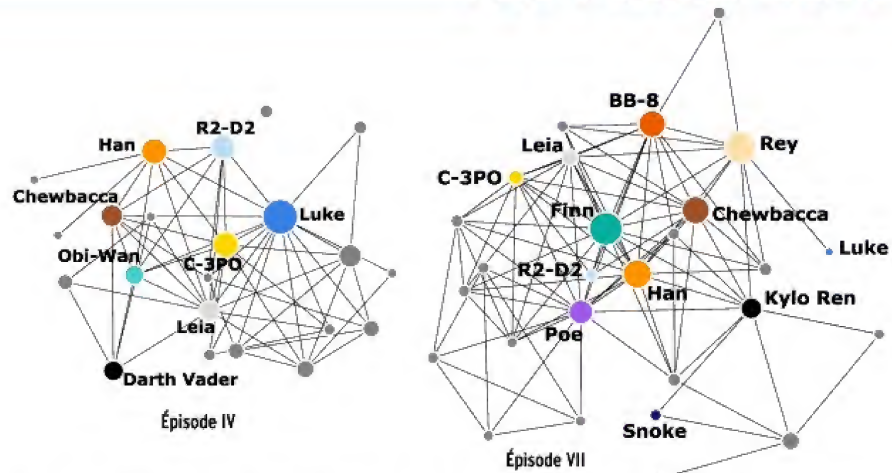 Han
R2-D2
Chewbacca
Luke
Obi-Wan
C-3PO
Leia
Darth Vader
Épisode IV
BB-8
Leia
Rey
C-3PO
Finn
Chewbacca
Luke
R2-D2
Han
Kylo Ren
Poe
Snoke
Épisode VII